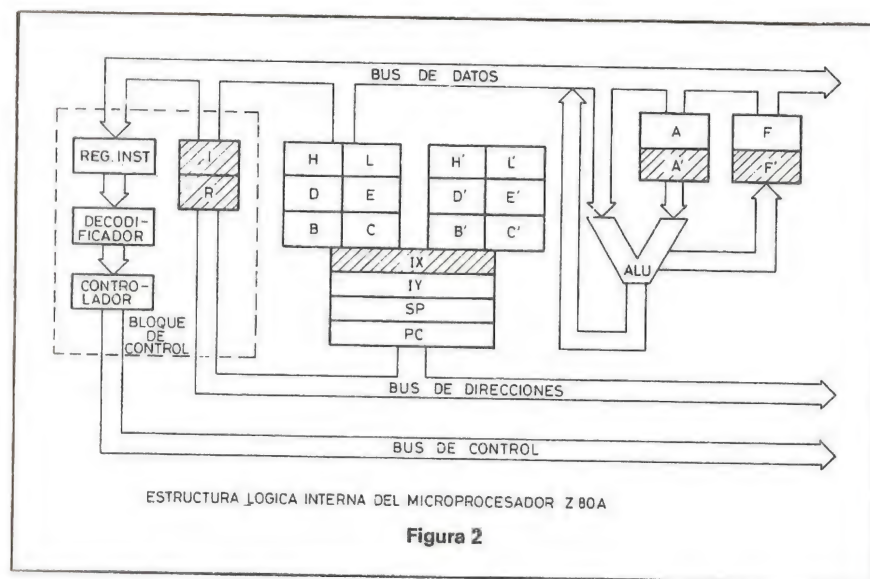 BUS DE DATOS
REG. INST
DECODI-
FICADOR
CONTRO-
LADOR
BLOQUE
DE
CONTROL
I
R
H L
D E
B C
H' L'
D' E'
B' C'
IX
IY
SP
PC
A
A'
F
F'
ALU
BUS DE DIRECCIONES
BUS DE CONTROL
ESTRUCTURA LOGICA INTERNA DEL MICROPROCESADOR Z 80A
Figura 2